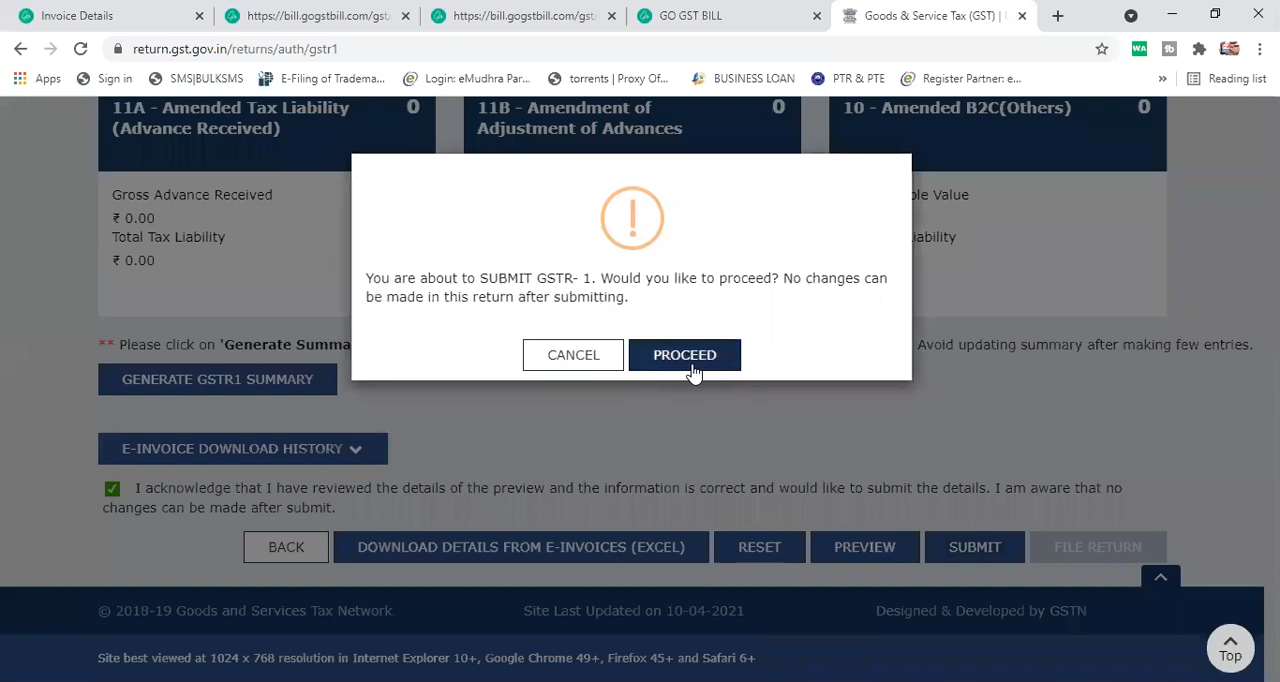 Invoice Details
https://bill.gogstbill.com/gst
https://bill.gogstbill.com/gst
GO GST BILL
Goods & Service Tax (GST) |
return.gst.gov.in/returns/auth/gstr1
WA
tb
Apps
Sign in
SMS|BULKSMS
E-Filing of Tradema...
Login: eMudhra Par...
torrents | Proxy Of...
BUSINESS LOAN
PTR & PTE
Register Partner: e...
»
Reading list
11A - Amended Tax Liability 0
(Advance Received)
11B - Amendment of 0
Adjustment of Advances
10 - Amended B2C(Others) 0
Gross Advance Received
₹ 0.00
Total Tax Liability
₹ 0.00
You are about to SUBMIT GSTR- 1. Would you like to proceed? No changes can
be made in this return after submitting.
CANCEL
PROCEED
** Please click on 'Generate Summa
Avoid updating summary after making few entries.
GENERATE GSTR1 SUMMARY
E-INVOICE DOWNLOAD HISTORY
I acknowledge that I have reviewed the details of the preview and the information is correct and would like to submit the details. I am aware that no
changes can be made after submit.
BACK
DOWNLOAD DETAILS FROM E-INVOICES (EXCEL)
RESET
PREVIEW
SUBMIT
FILE RETURN
© 2018-19 Goods and Services Tax Network
Site Last Updated on 10-04-2021
Designed & Developed by GSTN
Site best viewed at 1024 x 768 resolution in Internet Explorer 10+, Google Chrome 49+, Firefox 45+ and Safari 6+
Top